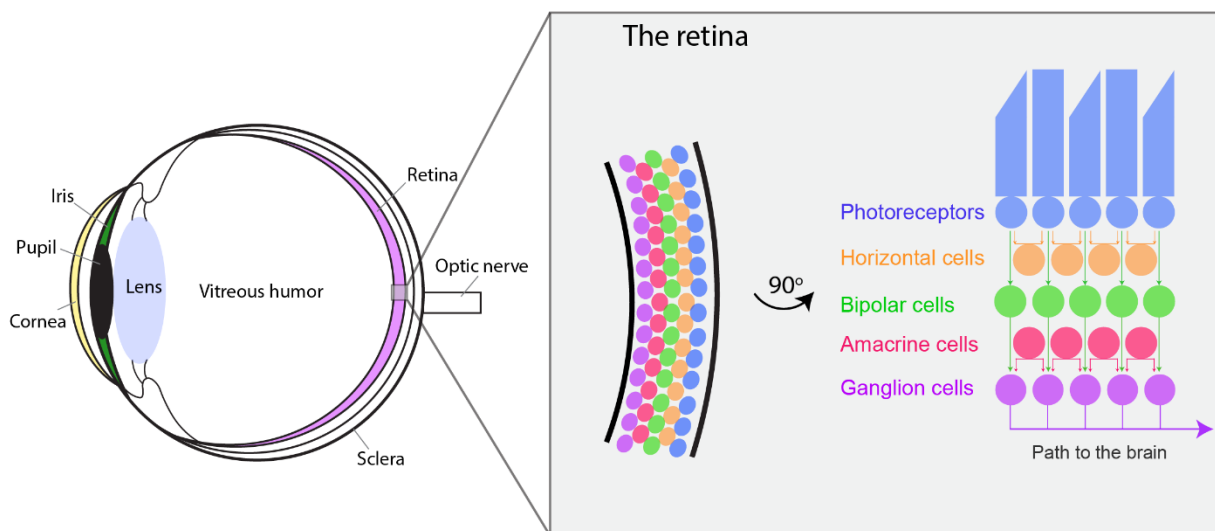 The retina
Iris
Pupil
Cornea
Lens
Vitreous humor
Retina
Optic nerve
Sclera
90°
Photoreceptors
Horizontal cells
Bipolar cells
Amacrine cells
Ganglion cells
Path to the brain